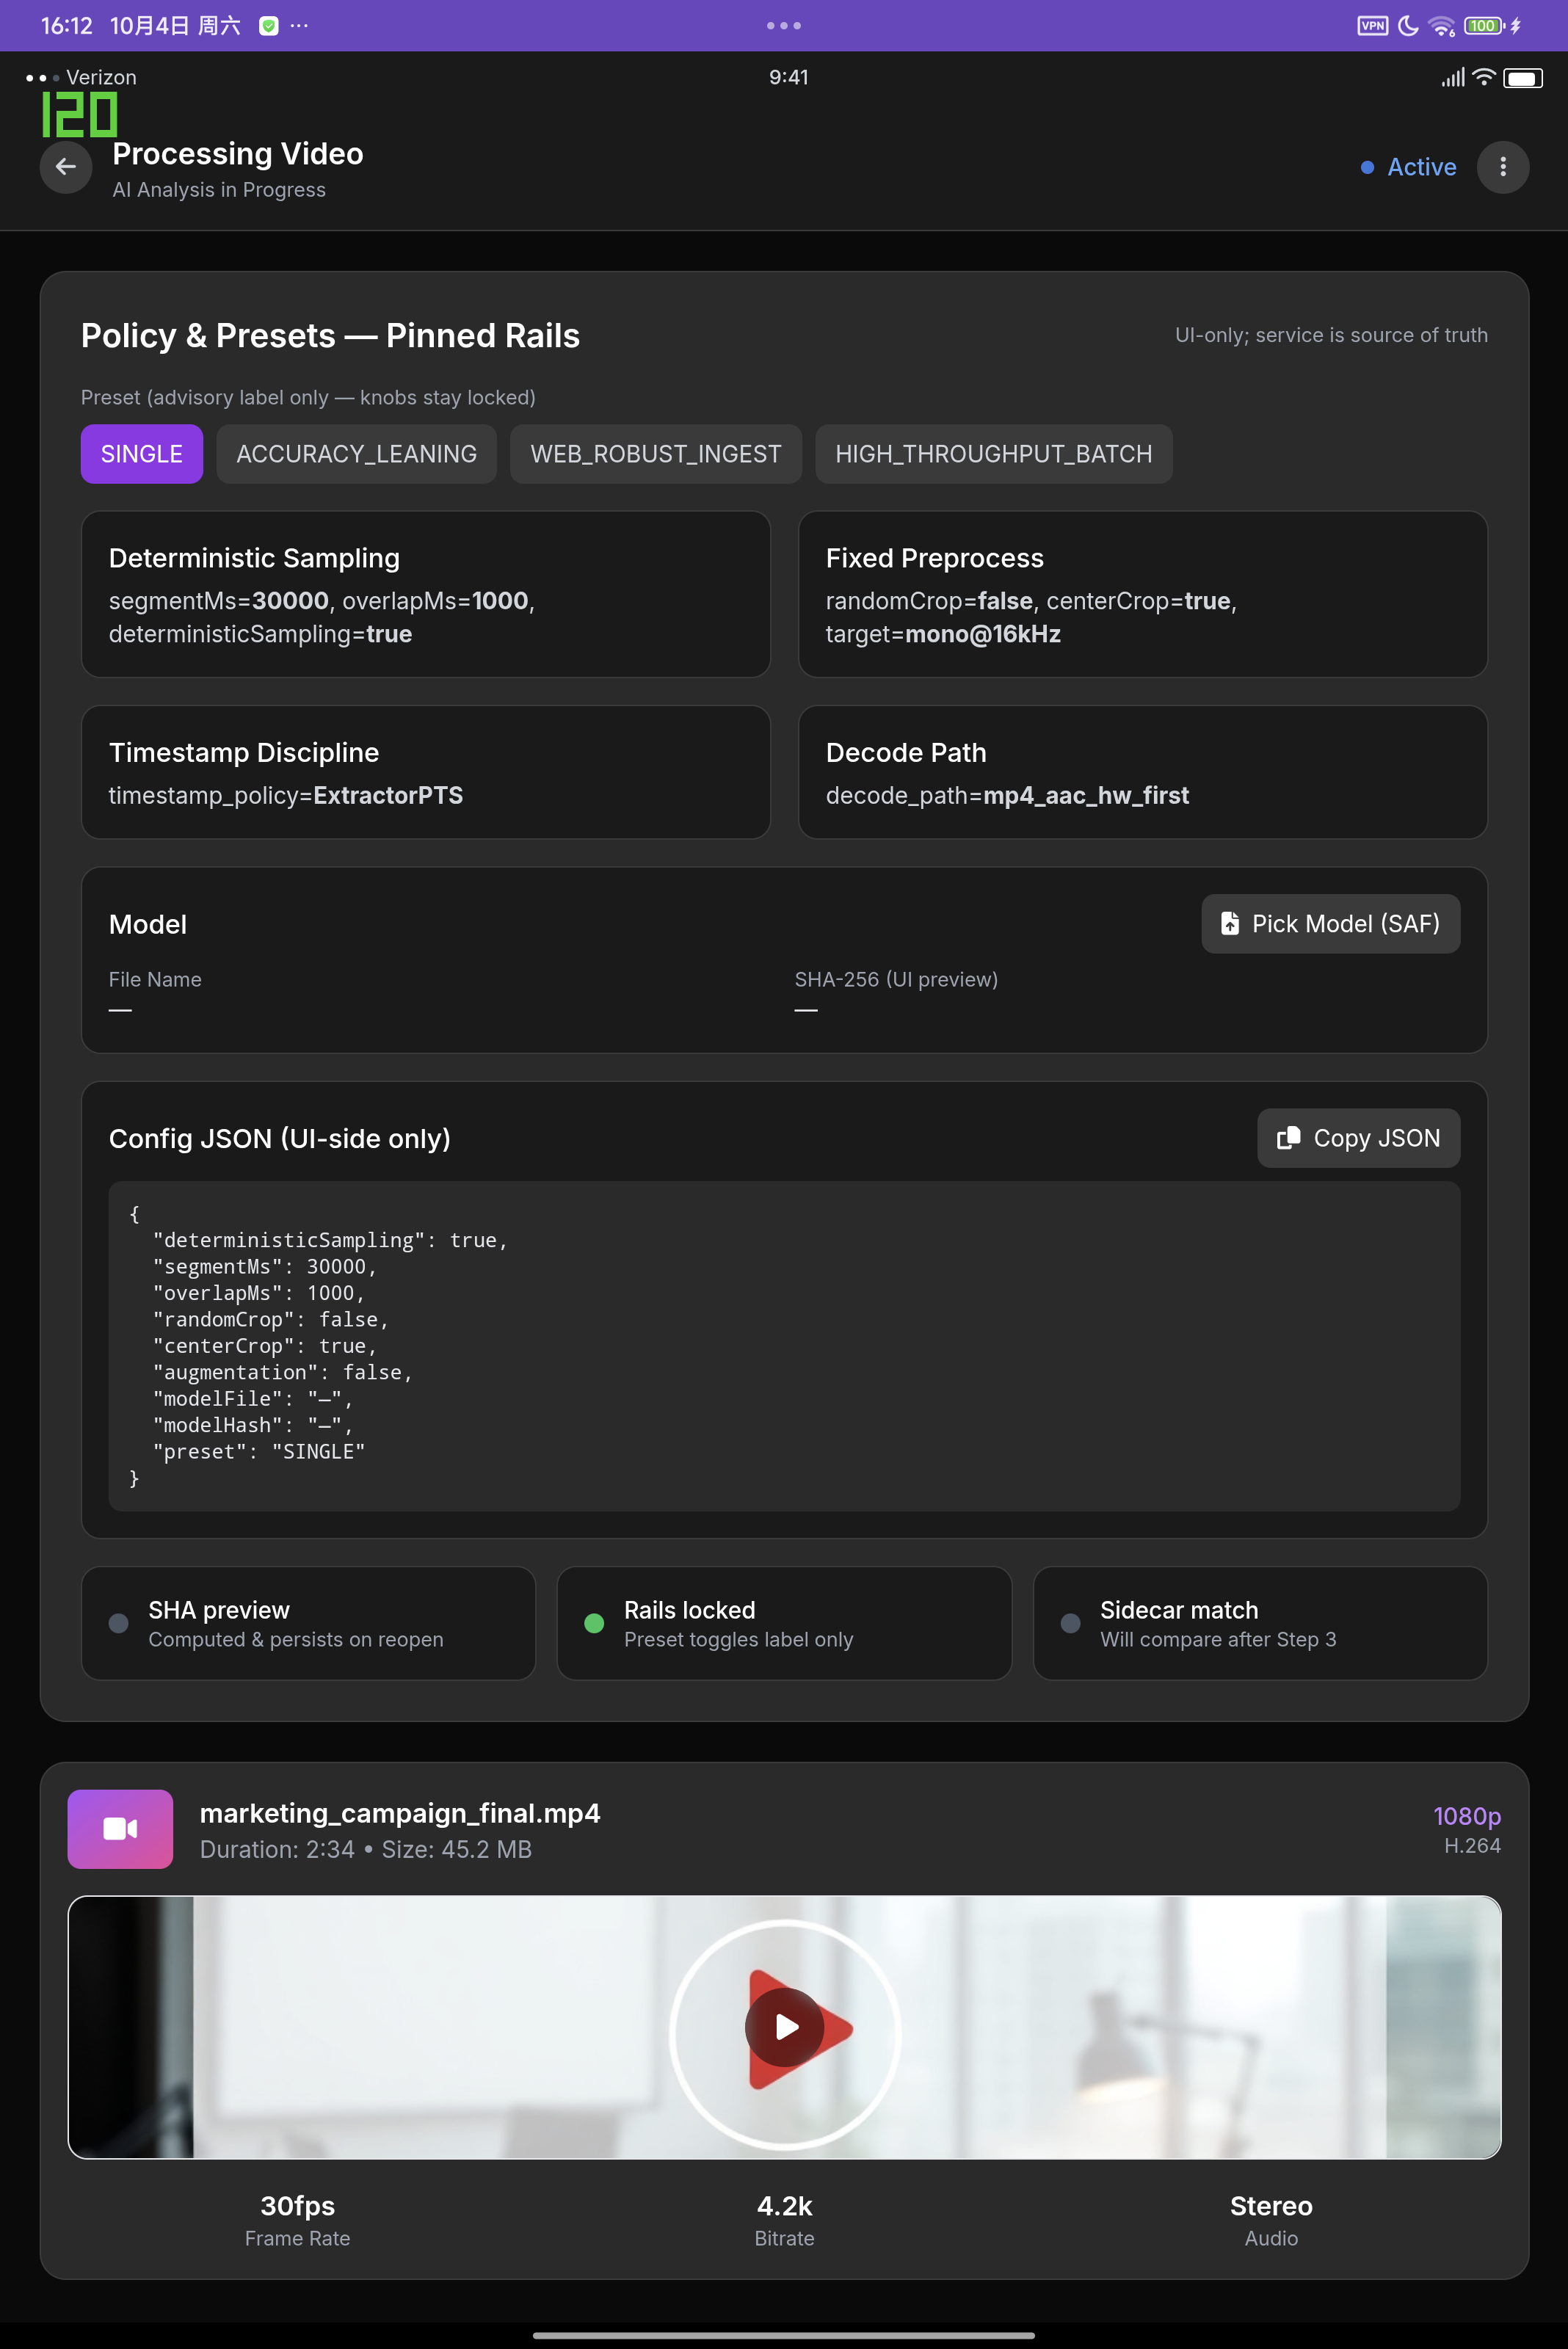 16:12 10月4日 周六 ...
VPN 6 100
Verizon 9:41
120
Processing Video
AI Analysis in Progress
Active
Policy & Presets — Pinned Rails
UI-only; service is source of truth
Preset (advisory label only — knobs stay locked)
SINGLE ACCURACY_LEANING WEB_ROBUST_INGEST HIGH_THROUGHPUT_BATCH
Deterministic Sampling
segmentMs=30000, overlapMs=1000,
deterministicSampling=true
Fixed Preprocess
randomCrop=false, centerCrop=true,
target=mono@16kHz
Timestamp Discipline
timestamp_policy=ExtractorPTS
Decode Path
decode_path=mp4_aac_hw_first
Model
Pick Model (SAF)
File Name
—
SHA-256 (UI preview)
—
Config JSON (UI-side only)
Copy JSON
{
  "deterministicSampling": true,
  "segmentMs": 30000,
  "overlapMs": 1000,
  "randomCrop": false,
  "centerCrop": true,
  "augmentation": false,
  "modelFile": "—",
  "modelHash": "—",
  "preset": "SINGLE"
}
SHA preview
Computed & persists on reopen
Rails locked
Preset toggles label only
Sidecar match
Will compare after Step 3
marketing_campaign_final.mp4
Duration: 2:34 • Size: 45.2 MB
1080p
H.264
30fps
Frame Rate
4.2k
Bitrate
Stereo
Audio